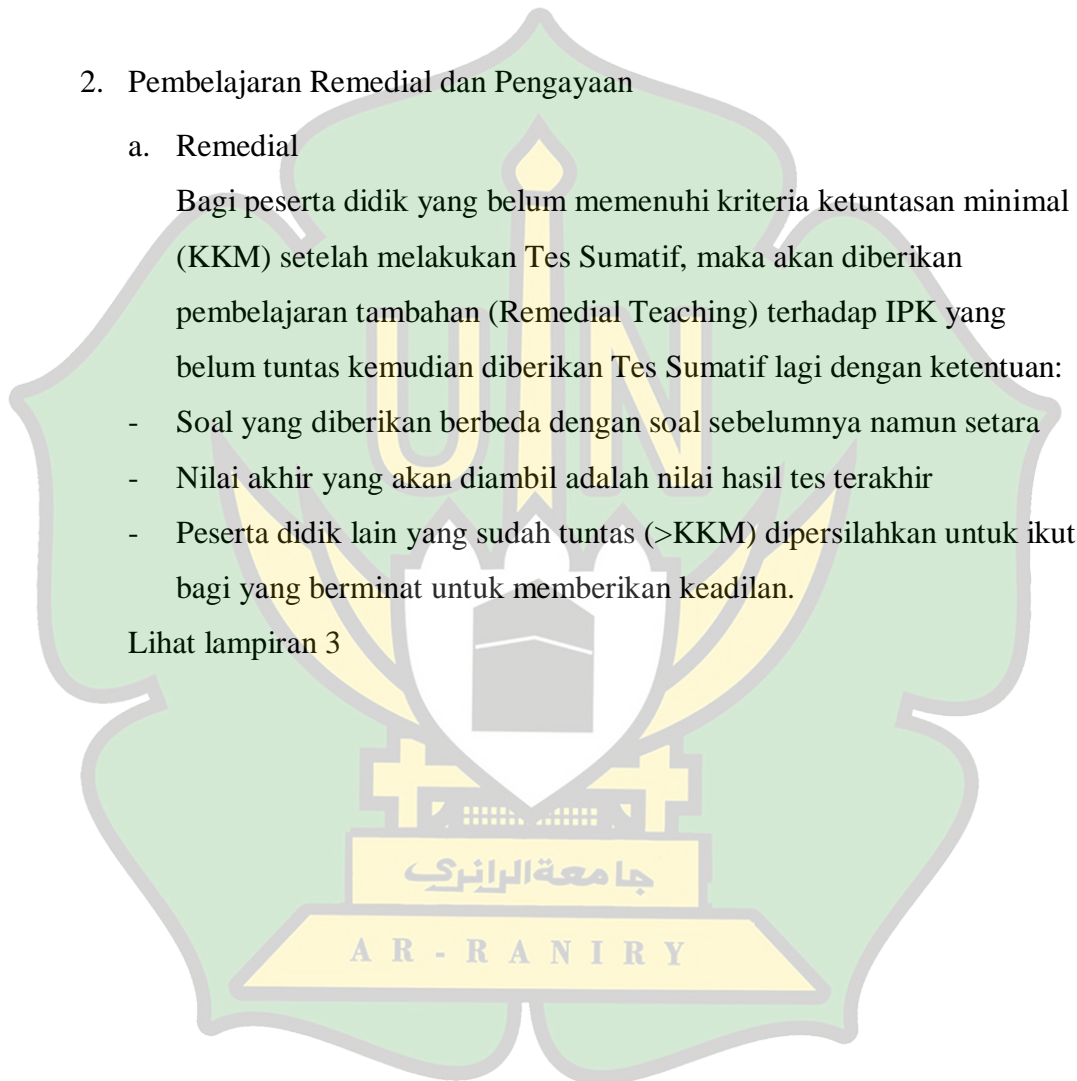 2. Pembelajaran Remedial dan Pengayaan
a. Remedial
Bagi peserta didik yang belum memenuhi kriteria ketuntasan minimal
(KKM) setelah melakukan Tes Sumatif, maka akan diberikan
pembelajaran tambahan (Remedial Teaching) terhadap IPK yang
belum tuntas kemudian diberikan Tes Sumatif lagi dengan ketentuan:
- Soal yang diberikan berbeda dengan soal sebelumnya namun setara
- Nilai akhir yang akan diambil adalah nilai hasil tes terakhir
- Peserta didik lain yang sudah tuntas (>KKM) dipersilahkan untuk ikut
bagi yang berminat untuk memberikan keadilan.
Lihat lampiran 3
UIN
جامعة الرانري
AR-RANIRY